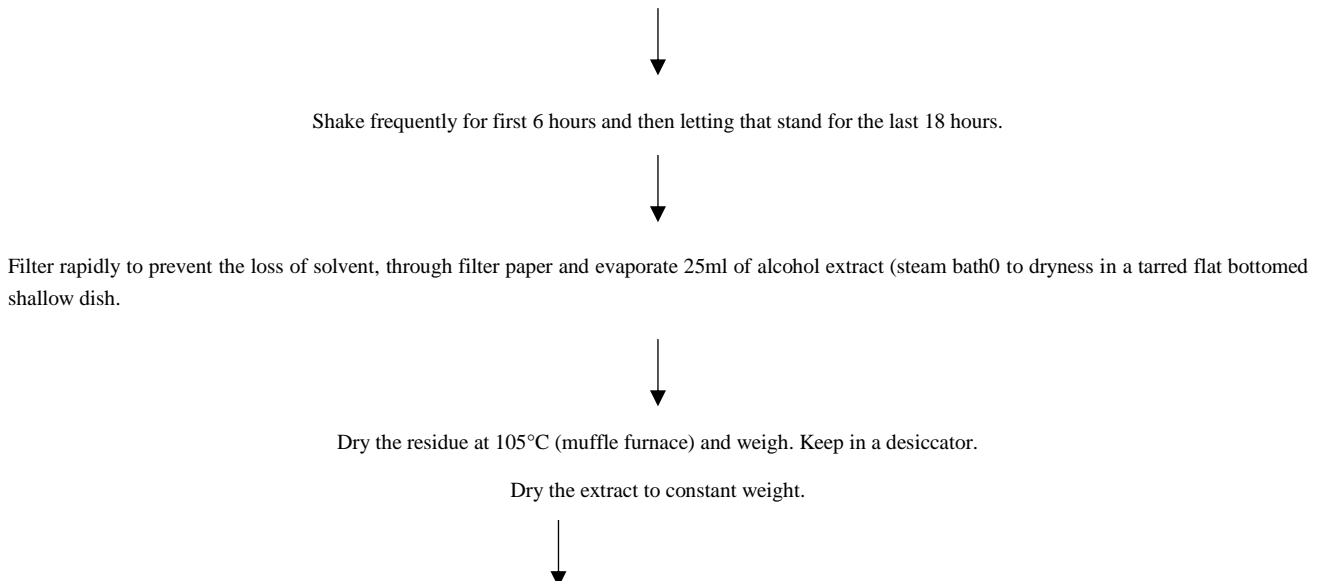 Shake frequently for first 6 hours and then letting that stand for the last 18 hours.
Filter rapidly to prevent the loss of solvent, through filter paper and evaporate 25ml of alcohol extract (steam bath0 to dryness in a tarred flat bottomed
shallow dish.
Dry the residue at 105°C (muffle furnace) and weigh. Keep in a desiccator.
Dry the extract to constant weight.